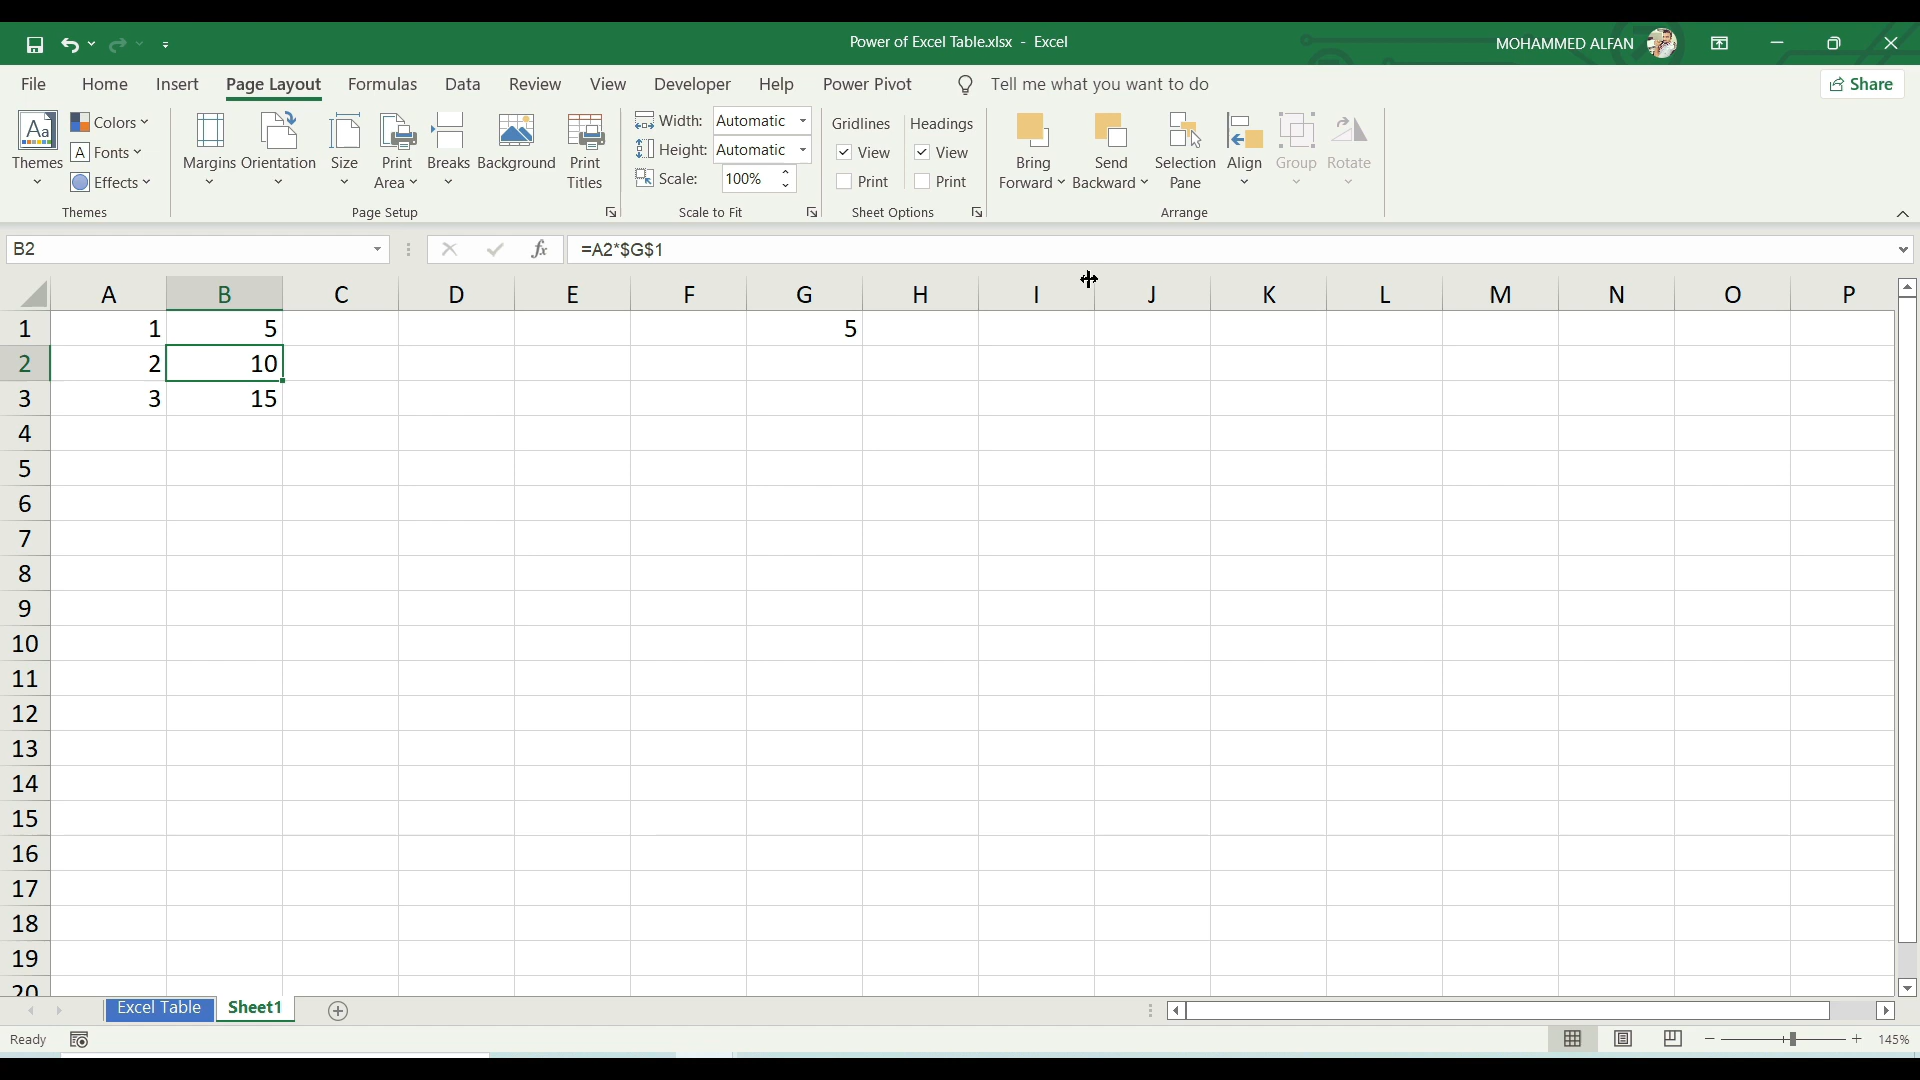 Power of Excel Table.xlsx - Excel
MOHAMMED ALFAN
File Home Insert Page Layout Formulas Data Review View Developer Help Power Pivot Tell me what you want to do Share
Aa Colors Width: Automatic Gridlines Headings
A Fonts Height: Automatic View View
Themes Margins Orientation Size Print Area Breaks Background Print Titles Bring Forward Send Backward Selection Pane Align Group Rotate
Effects Scale: 100% Print Print
Themes Page Setup Scale to Fit Sheet Options Arrange
B2 fx =A2*$G$1
A B C D E F G H I J K L M N O P
1 1 5 5
2 2 10
3 3 15
4
5
6
7
8
9
10
11
12
13
14
15
16
17
18
19
20
Excel Table Sheet1
Ready 145%